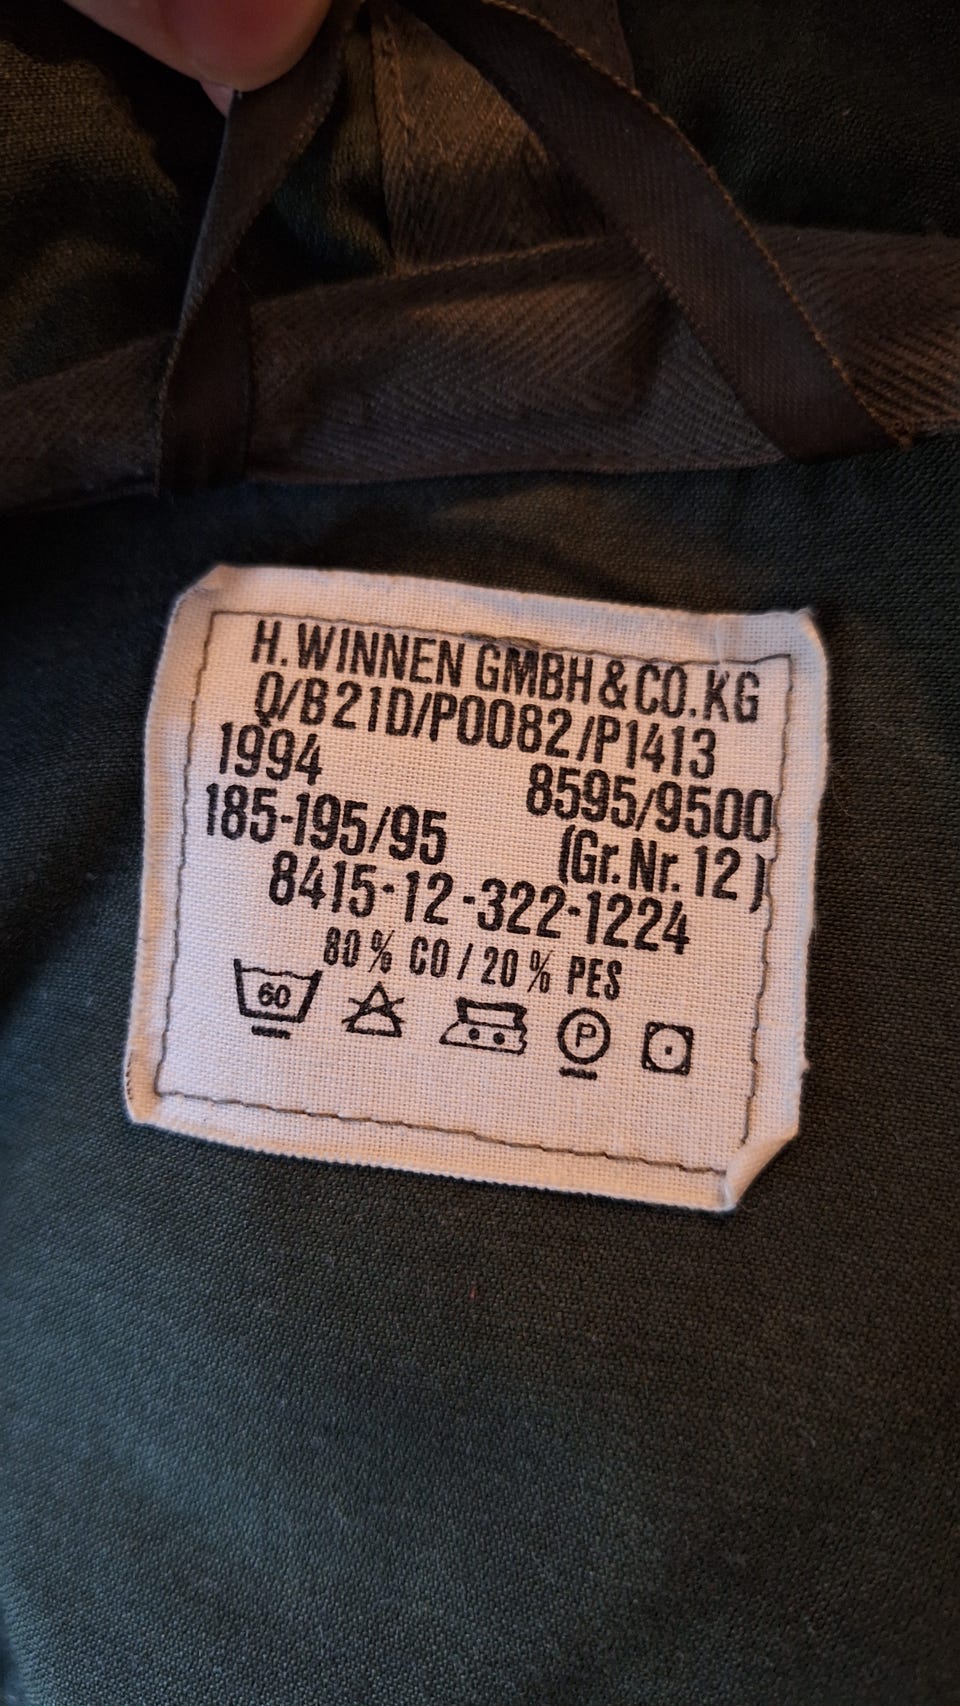 H. WINNEN GMBH & CO. KG
Q/B21D/P0082/P1413
1994
8595/9500
185-195/95
(Gr. Nr. 12)
8415-12-322-1224
80% CO / 20% PES
60
P